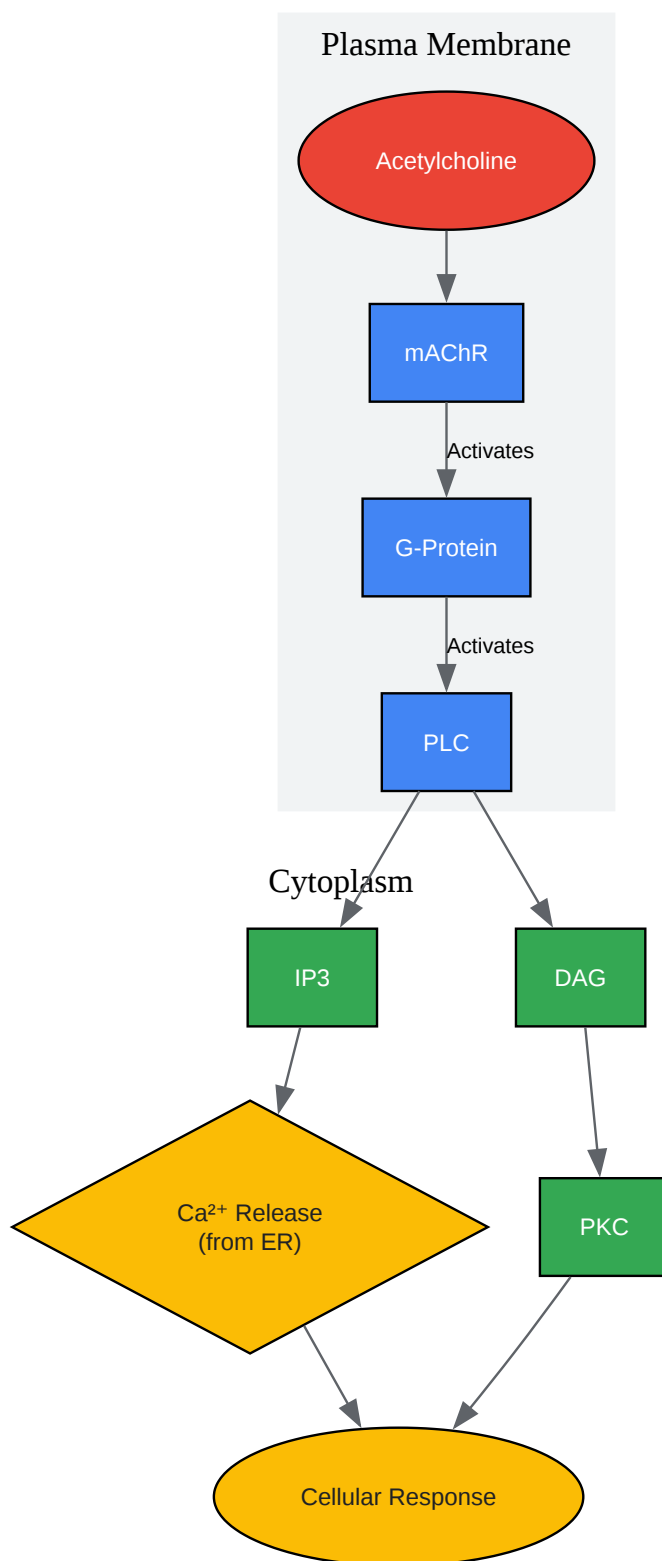 Plasma Membrane
Acetylcholine
mAChR
Activates
G-Protein
Activates
PLC
Cytoplasm
IP3
DAG
Ca²⁺ Release
(from ER)
PKC
Cellular Response